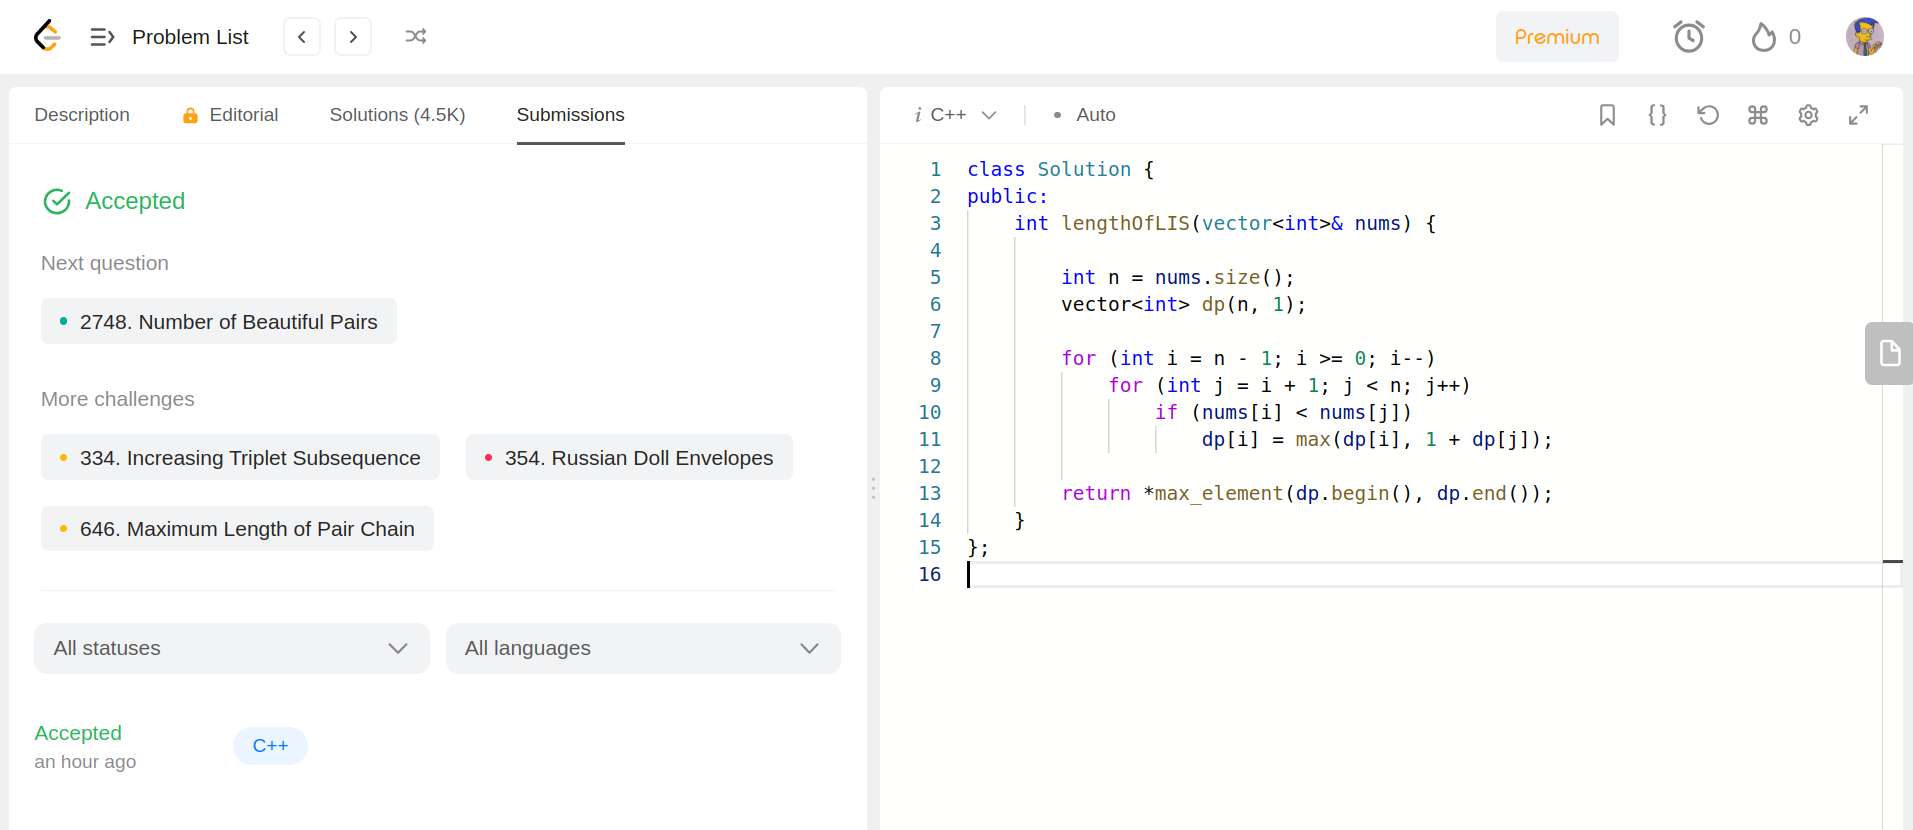 Problem List
Premium
0
Description
Editorial
Solutions (4.5K)
Submissions
Accepted
Next question
2748. Number of Beautiful Pairs
More challenges
334. Increasing Triplet Subsequence
354. Russian Doll Envelopes
646. Maximum Length of Pair Chain
All statuses
All languages
Accepted
an hour ago
C++
i C++
Auto
1 class Solution {
2 public:
3     int lengthOfLIS(vector<int>& nums) {
4
5         int n = nums.size();
6         vector<int> dp(n, 1);
7
8         for (int i = n - 1; i >= 0; i--)
9             for (int j = i + 1; j < n; j++)
10                 if (nums[i] < nums[j])
11                     dp[i] = max(dp[i], 1 + dp[j]);
12
13         return *max_element(dp.begin(), dp.end());
14     }
15 };
16